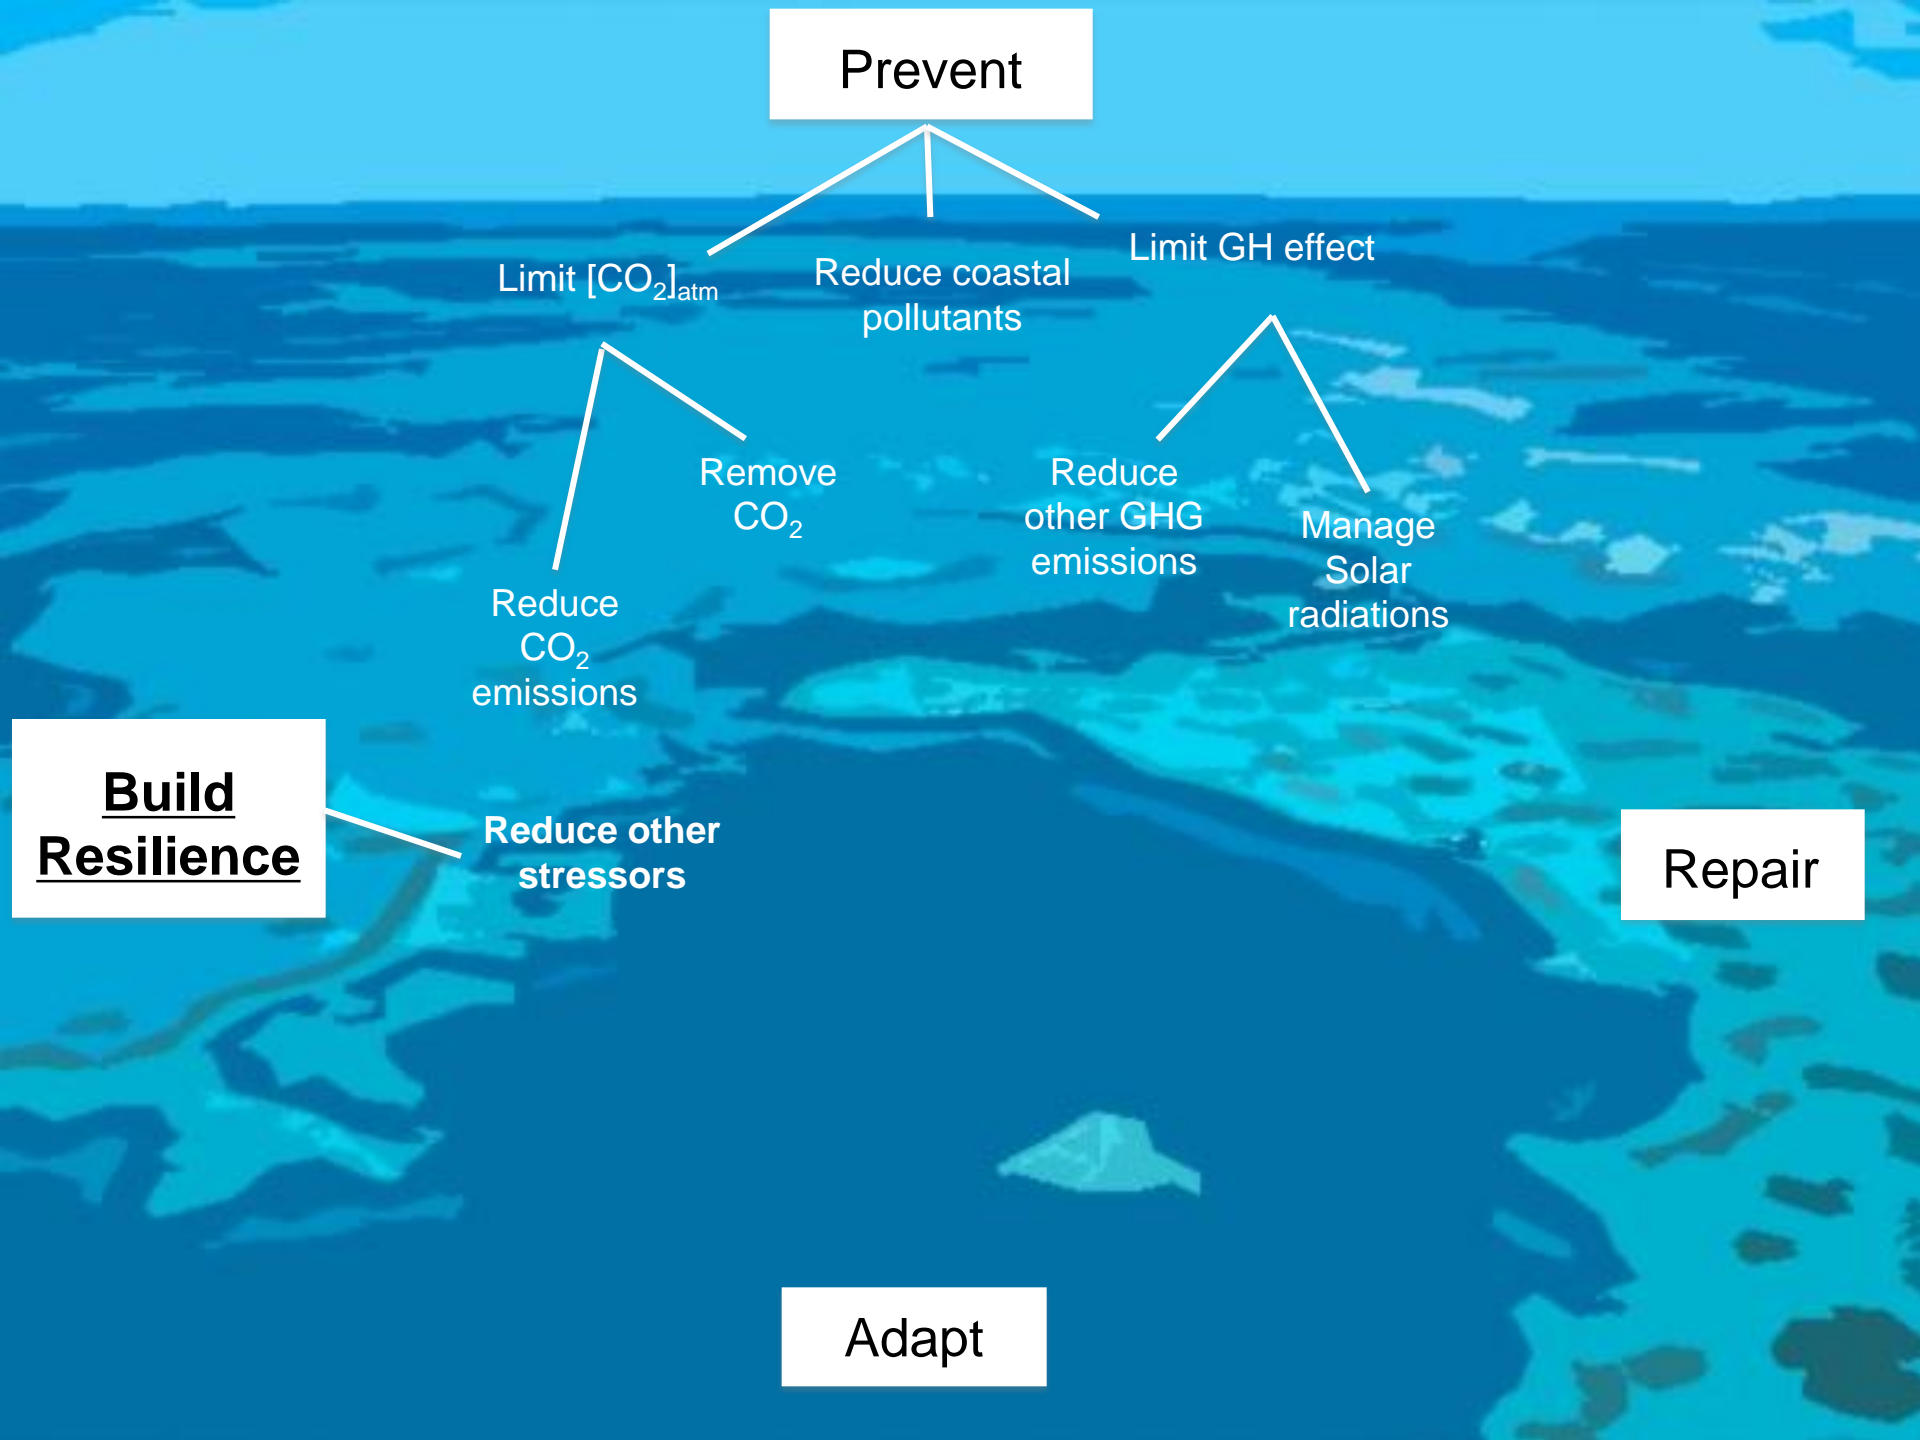 Prevent
Limit [CO₂]atm
Reduce coastal
pollutants
Limit GH effect
Remove
CO₂
Reduce
other GHG
emissions
Manage
Solar
radiations
Reduce
CO₂
emissions
Build
Resilience
Reduce other
stressors
Repair
Adapt